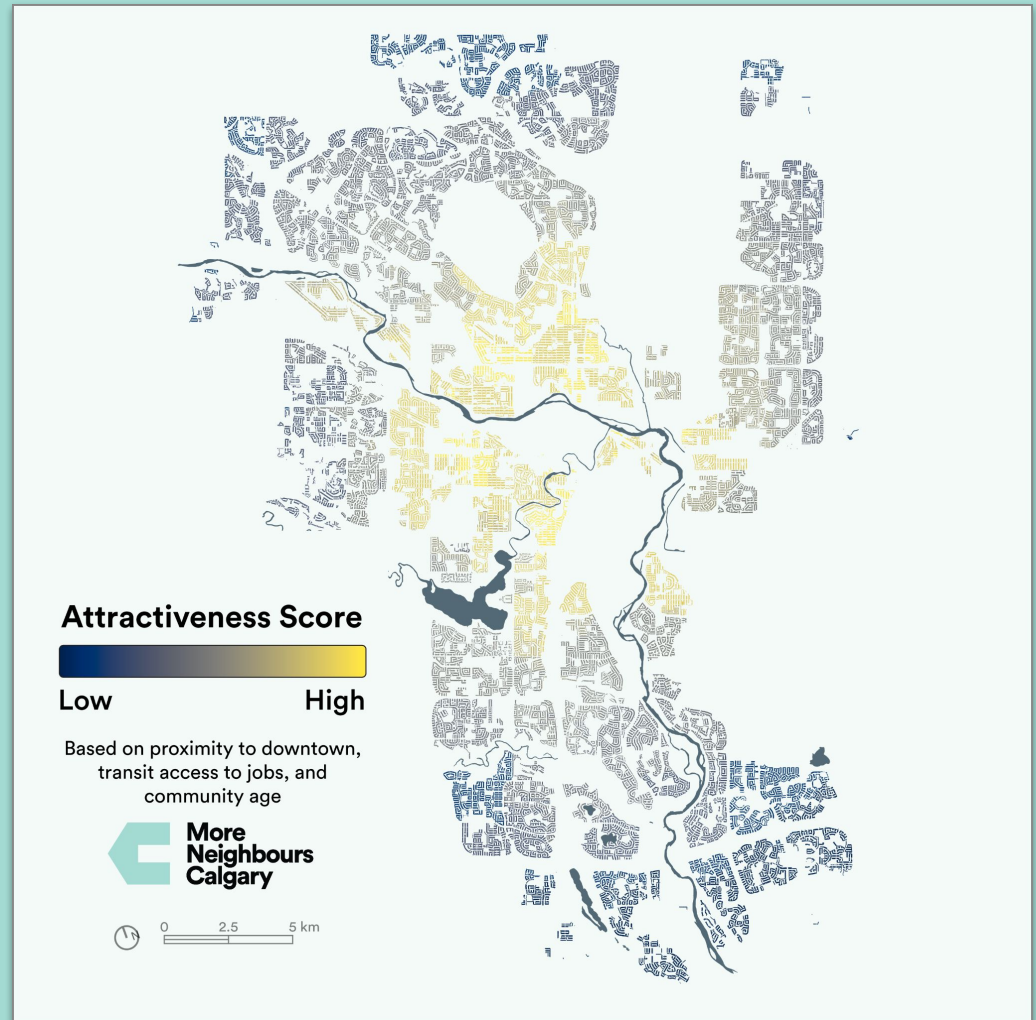 Attractiveness Score
Low High
Based on proximity to downtown,
transit access to jobs, and
community age
More
Neighbours
Calgary
N
0 2.5 5 km